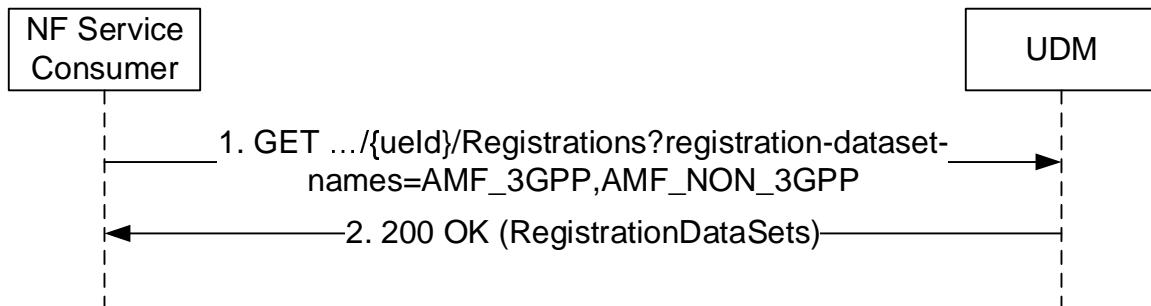 NF Service
Consumer
UDM
1. GET …/{ueId}/Registrations?registration-dataset-
names=AMF_3GPP,AMF_NON_3GPP
2. 200 OK (RegistrationDataSets)